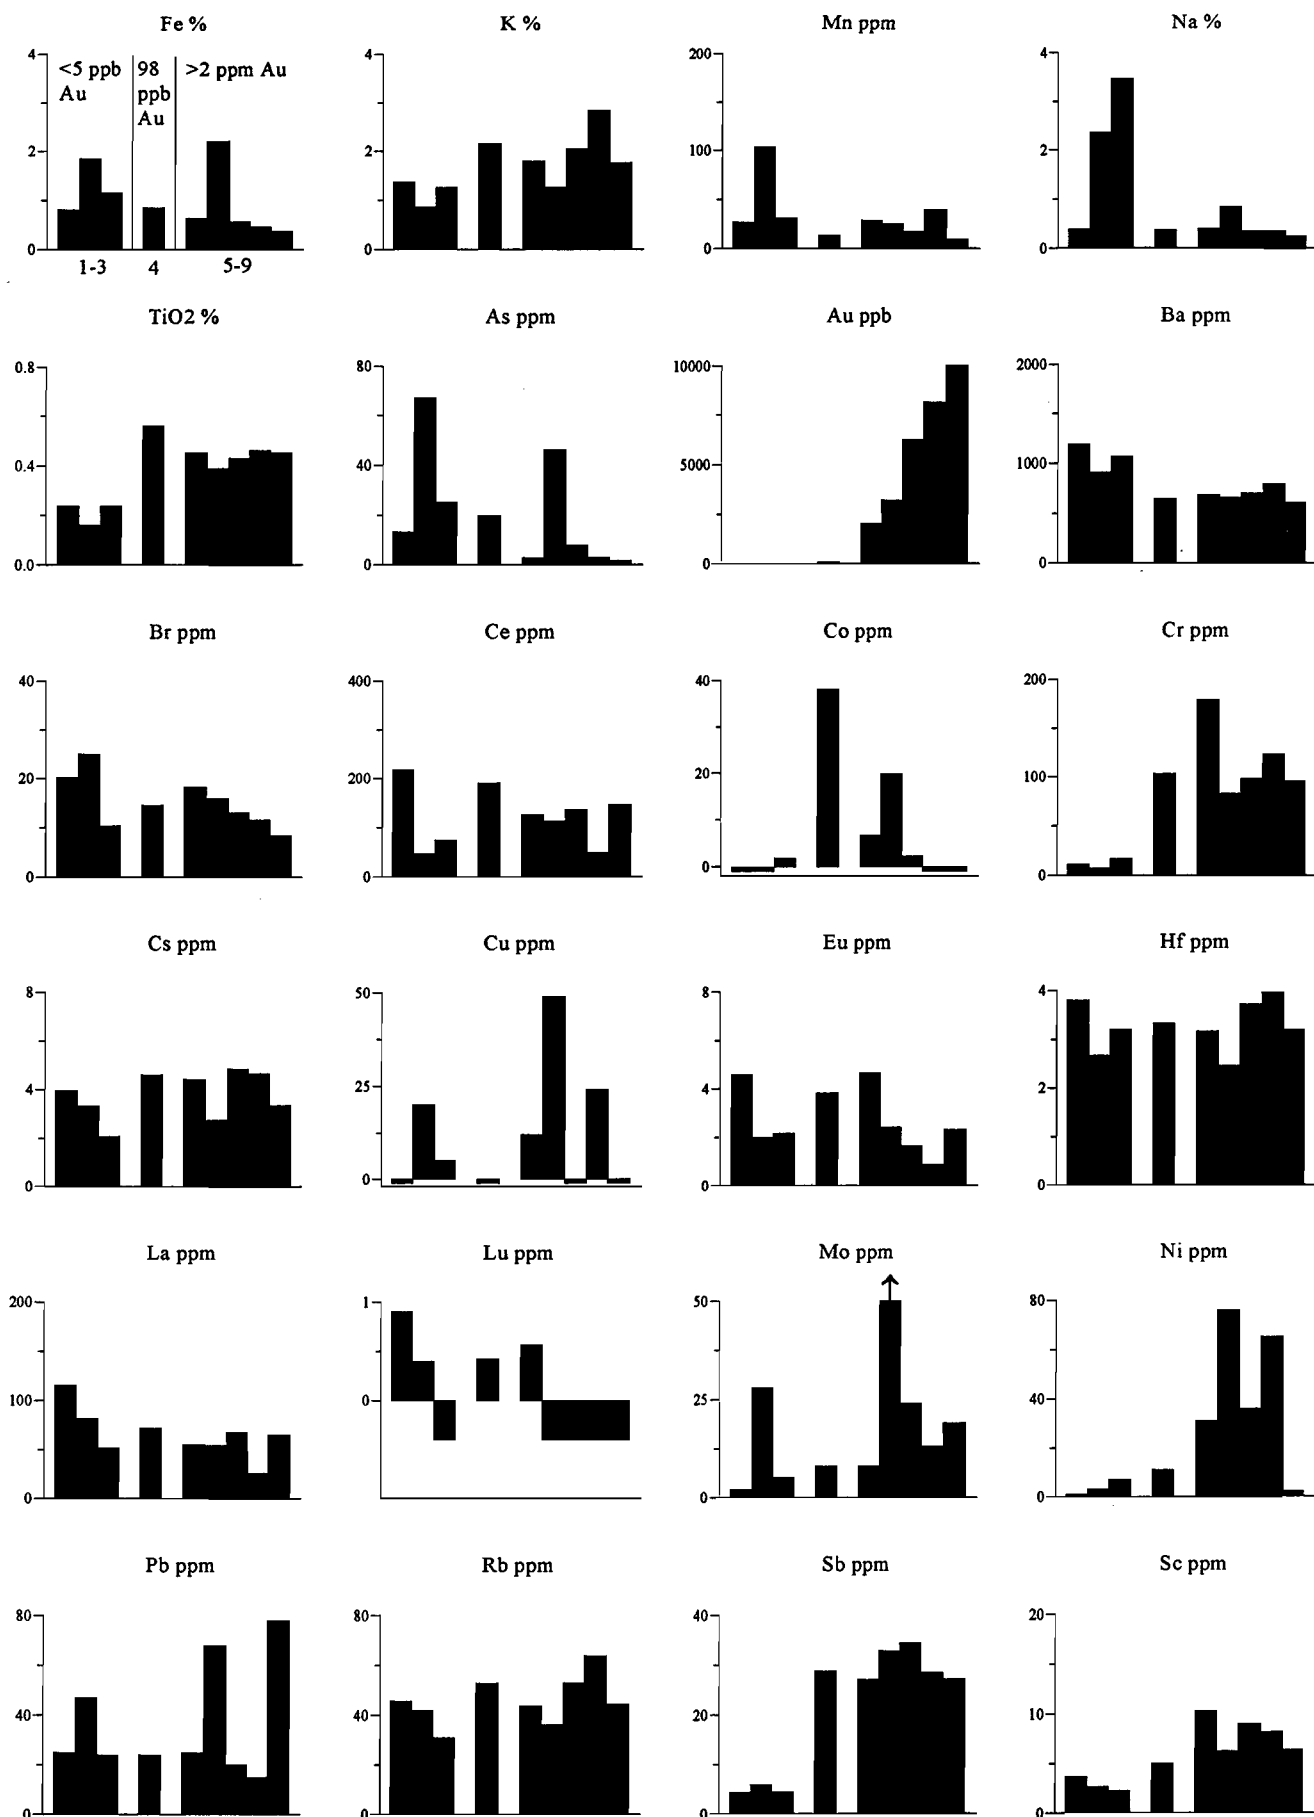 Fe %
K %
Mn ppm
Na %
4
2
0
<5 ppb
Au
98
ppb
Au
>2 ppm Au
1-3
4
5-9
4
2
0
200
100
0
4
2
0
TiO2 %
As ppm
Au ppb
Ba ppm
0.8
0.4
0.0
80
40
0
10000
5000
0
2000
1000
0
Br ppm
Ce ppm
Co ppm
Cr ppm
40
20
0
400
200
0
40
20
0
200
100
0
Cs ppm
Cu ppm
Eu ppm
Hf ppm
8
4
0
50
25
0
8
4
0
4
2
0
La ppm
Lu ppm
Mo ppm
Ni ppm
200
100
0
1
0
50
25
0
80
40
0
Pb ppm
Rb ppm
Sb ppm
Sc ppm
80
40
0
80
40
0
40
20
0
20
10
0